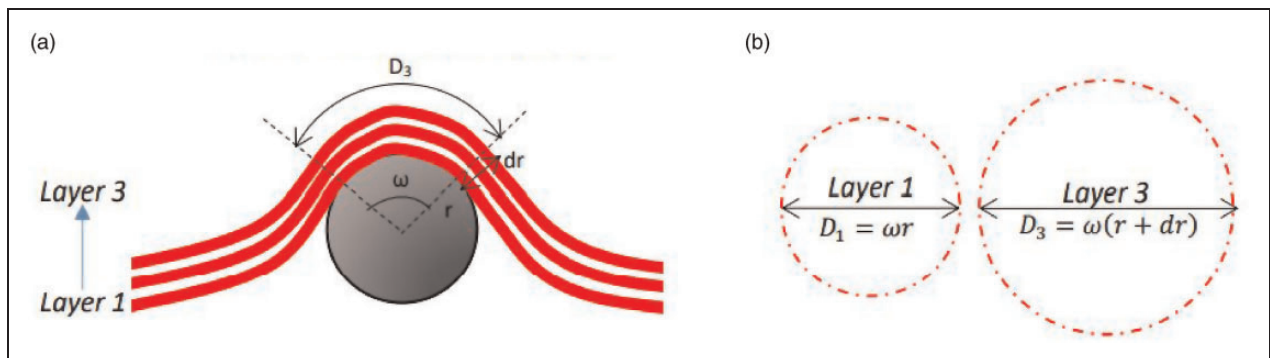 (a)
D₃
dr
ω
r
Layer 3
Layer 1
(b)
Layer 1
D₁ = ωr
Layer 3
D₃ = ω(r + dr)